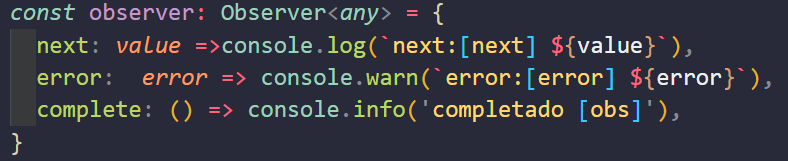 const observer: Observer<any> = {
  next: value =>console.log(`next:[next] ${value}`),
  error:  error => console.warn(`error:[error] ${error}`),
  complete: () => console.info('completado [obs]'),
}